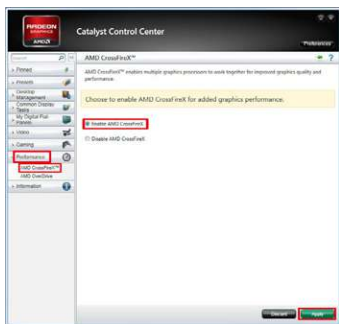 RADEON
GRAPHICS
AMD
Catalyst Control Center
Preferences
Search
AMD CrossFireX™
Pinned
Presets
AMD CrossFireX™ enables multiple graphics processors to work together for improved graphics quality and
performance.
Desktop
Management
Common Display
Tasks
My Digital Flat-
Panels
Choose to enable AMD CrossFireX for added graphics performance.
Video
Enable AMD CrossFireX
Gaming
Disable AMD CrossFireX
Performance
AMD CrossFireX™
AMD OverDrive
Information
Discard
Apply